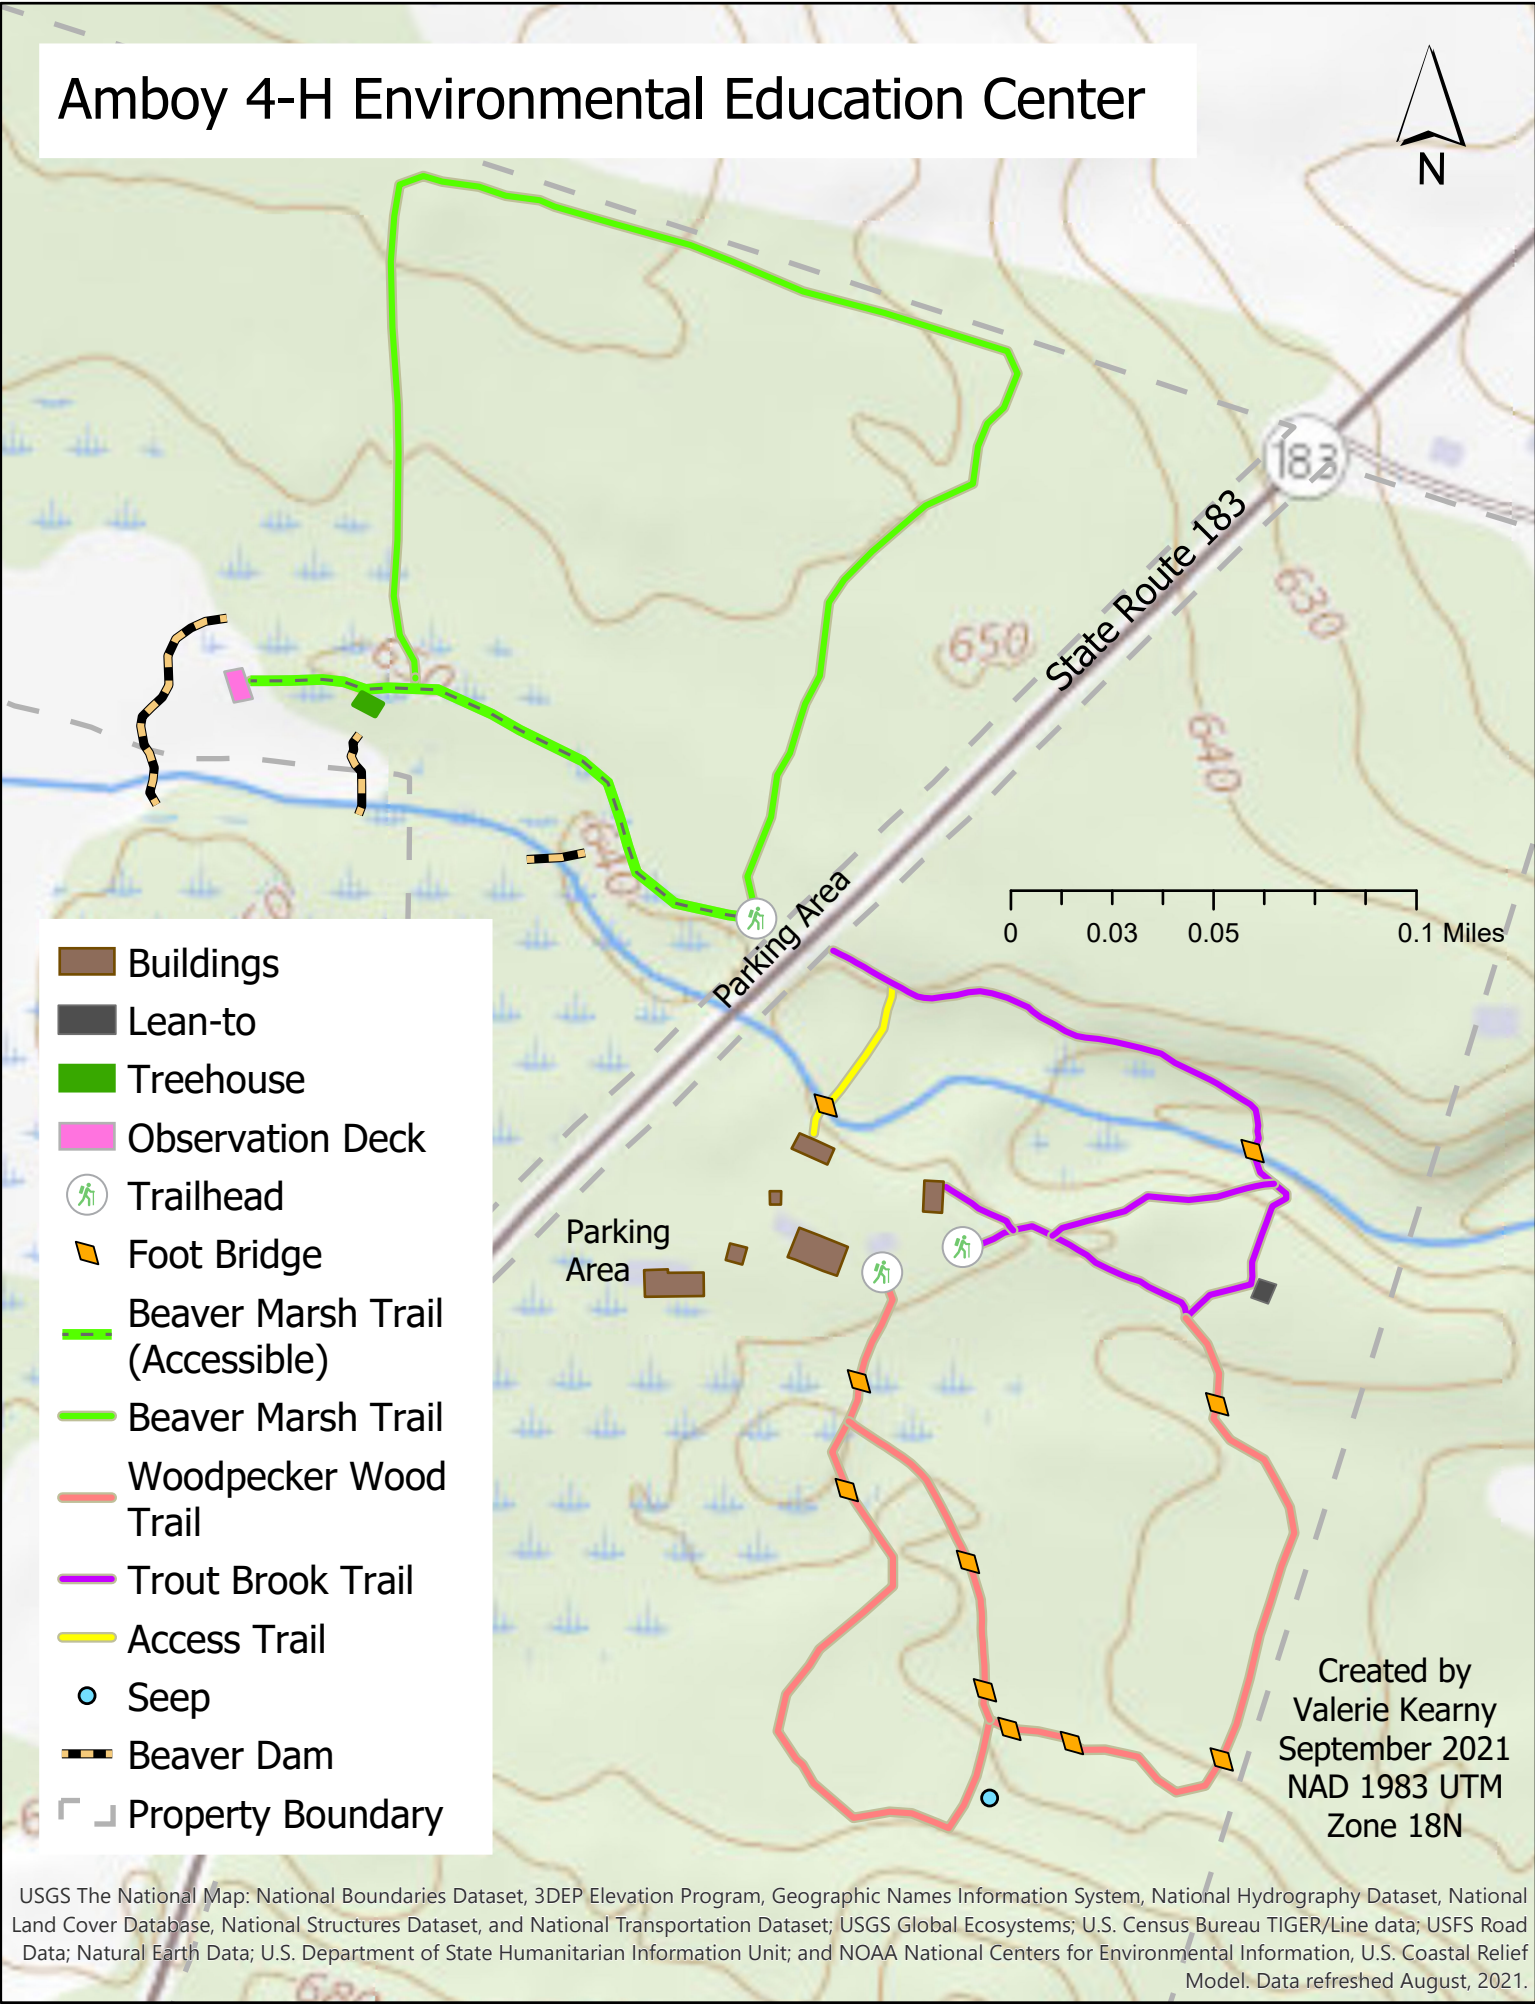 Amboy 4-H Environmental Education Center
N
183
State Route 183
630
650
640
640
Parking Area
0 0.03 0.05 0.1 Miles
Parking
Area
Buildings
Lean-to
Treehouse
Observation Deck
Trailhead
Foot Bridge
Beaver Marsh Trail
(Accessible)
Beaver Marsh Trail
Woodpecker Wood
Trail
Trout Brook Trail
Access Trail
Seep
Beaver Dam
Property Boundary
Created by
Valerie Kearny
September 2021
NAD 1983 UTM
Zone 18N
USGS The National Map: National Boundaries Dataset, 3DEP Elevation Program, Geographic Names Information System, National Hydrography Dataset, National
Land Cover Database, National Structures Dataset, and National Transportation Dataset; USGS Global Ecosystems; U.S. Census Bureau TIGER/Line data; USFS Road
Data; Natural Earth Data; U.S. Department of State Humanitarian Information Unit; and NOAA National Centers for Environmental Information, U.S. Coastal Relief
Model. Data refreshed August, 2021.